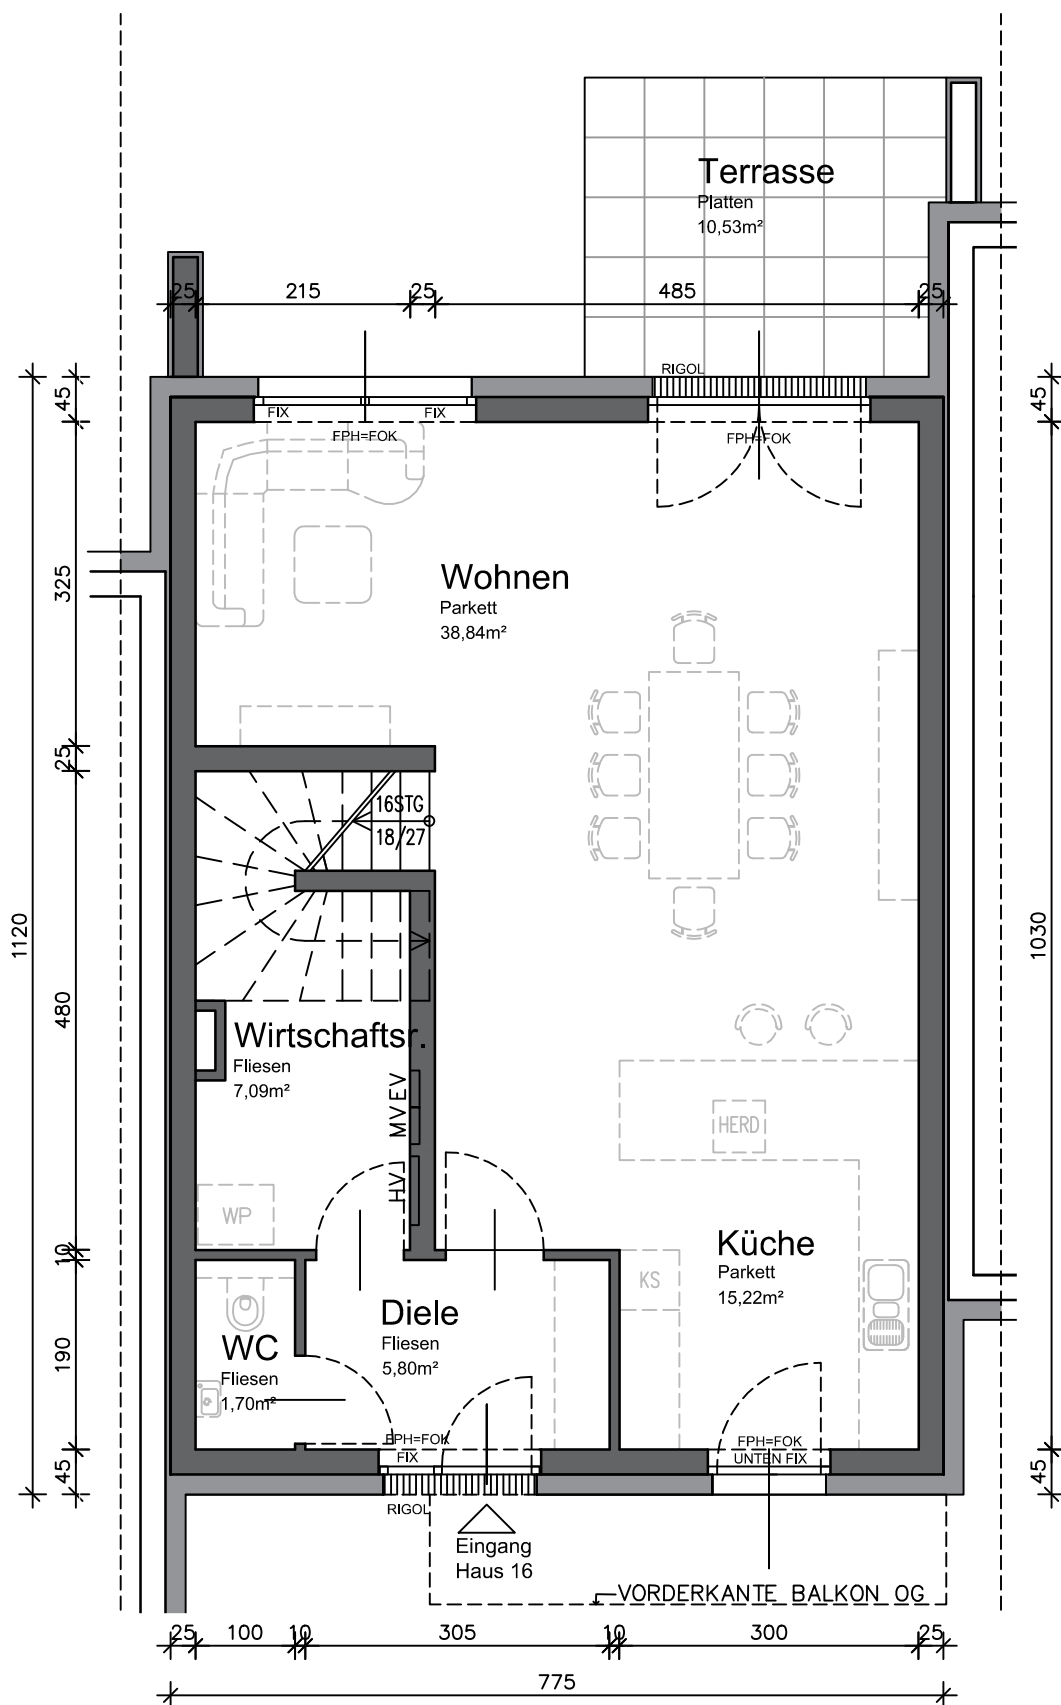 Terrasse
Platten
10,53m²
25
215
25
485
25
RIGOL
45
45
FIX
FIX
FPH=FOK
FPH=FOK
325
Wohnen
Parkett
38,84m²
25
16STG
18/27
1120
1030
480
Wirtschaftsr.
Fliesen
7,09m²
MVEV
HERD
HV
WP
10
Küche
Parkett
15,22m²
KS
Diele
Fliesen
5,80m²
WC
Fliesen
1,70m²
190
FPH=FOK
FIX
FPH=FOK
UNTEN FIX
45
45
RIGOL
Eingang
Haus 16
VORDERKANTE BALKON OG
25
100
10
305
10
300
25
775